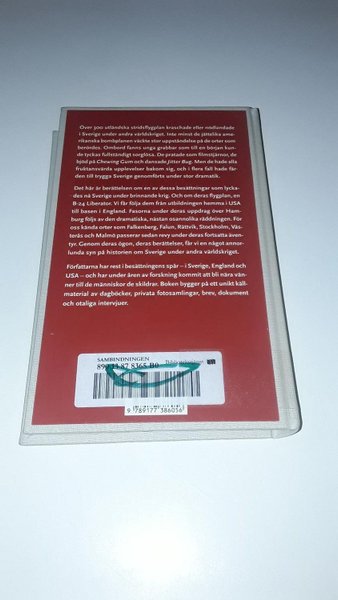 Över 300 utländska stridsflygplan kraschade eller nödlandade
i Sverige under andra världskriget. Inte minst de jättelika ame-
rikanska bombplanen väckte stor uppståndelse på de orter som
berördes. Ombord fanns unga grabbar som till en början kun-
de tyckas fullständigt sorglösa. De pratade som filmstjärnor, de
bjöd på Chewing Gum och dansade Jitter Bug. Men de hade alla
fruktansvärda upplevelser bakom sig, och i flera fall hade färden
till trygga Sverige genomförts under stor dramatik.
Det här är berättelsen om en av dessa besättningar som lycka-
des nå Sverige under brinnande krig. Och om deras flygplan, en
B-24 Liberator. Vi får följa dem från utbildningen hemma i USA
till basen i England. Fasorna under deras uppdrag över Ham-
burg följs av den dramatiska, nästan osannolika räddningen. För
oss kända orter som Falkenberg, Falun, Rättvik, Stockholm, Väs-
terås och Malmö passerar sedan revy under deras fortsatta även-
tyr. Genom deras ögon, deras berättelser, får vi en något annor-
lunda syn på historien om Sverige under andra världskriget.
Författarna har rest i besättningens spår – i Sverige, England och
USA – och har under åren av forskning kommit att bli nära vän-
ner till de människor de skildrar. Boken bygger på ett unikt käll-
material av dagböcker, privata fotosamlingar, brev, dokument
och otaliga intervjuer.
SAMBINDNINGEN
9 789177 386056